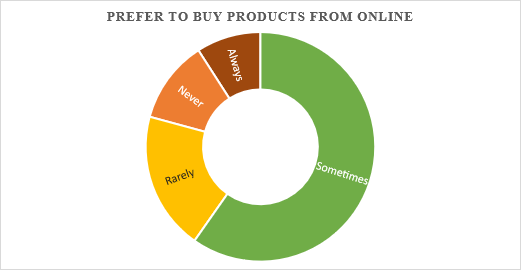 PREFER TO BUY PRODUCTS FROM ONLINE
Always
Never
Rarely
Sometimes